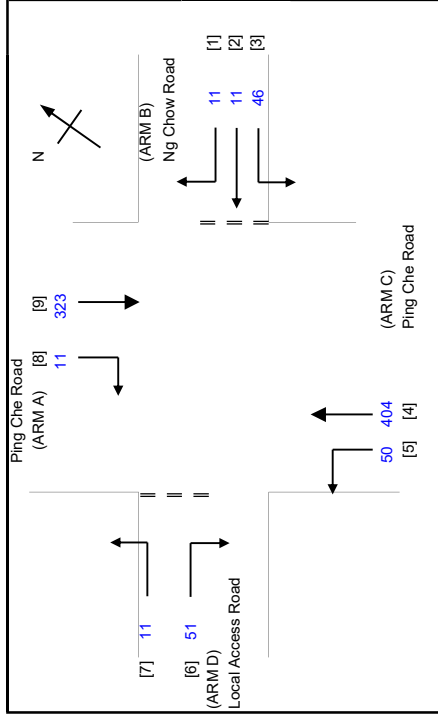 N
Ping Che Road
(ARM A)
[8]
[9]
11
323
(ARM B)
Ng Chow Road
[1]
[2]
[3]
11
11
46
(ARM C)
Ping Che Road
50
404
[5]
[4]
[7]
11
[6]
51
(ARM D)
Local Access Road